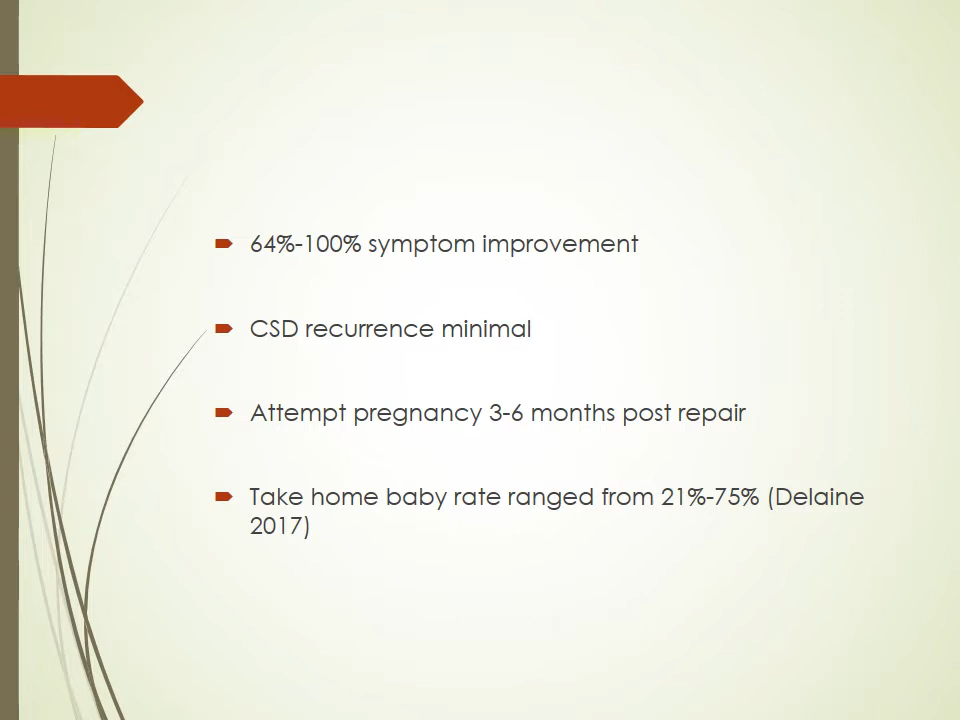 64%-100% symptom improvement
CSD recurrence minimal
Attempt pregnancy 3-6 months post repair
Take home baby rate ranged from 21%-75% (Delaine
2017)